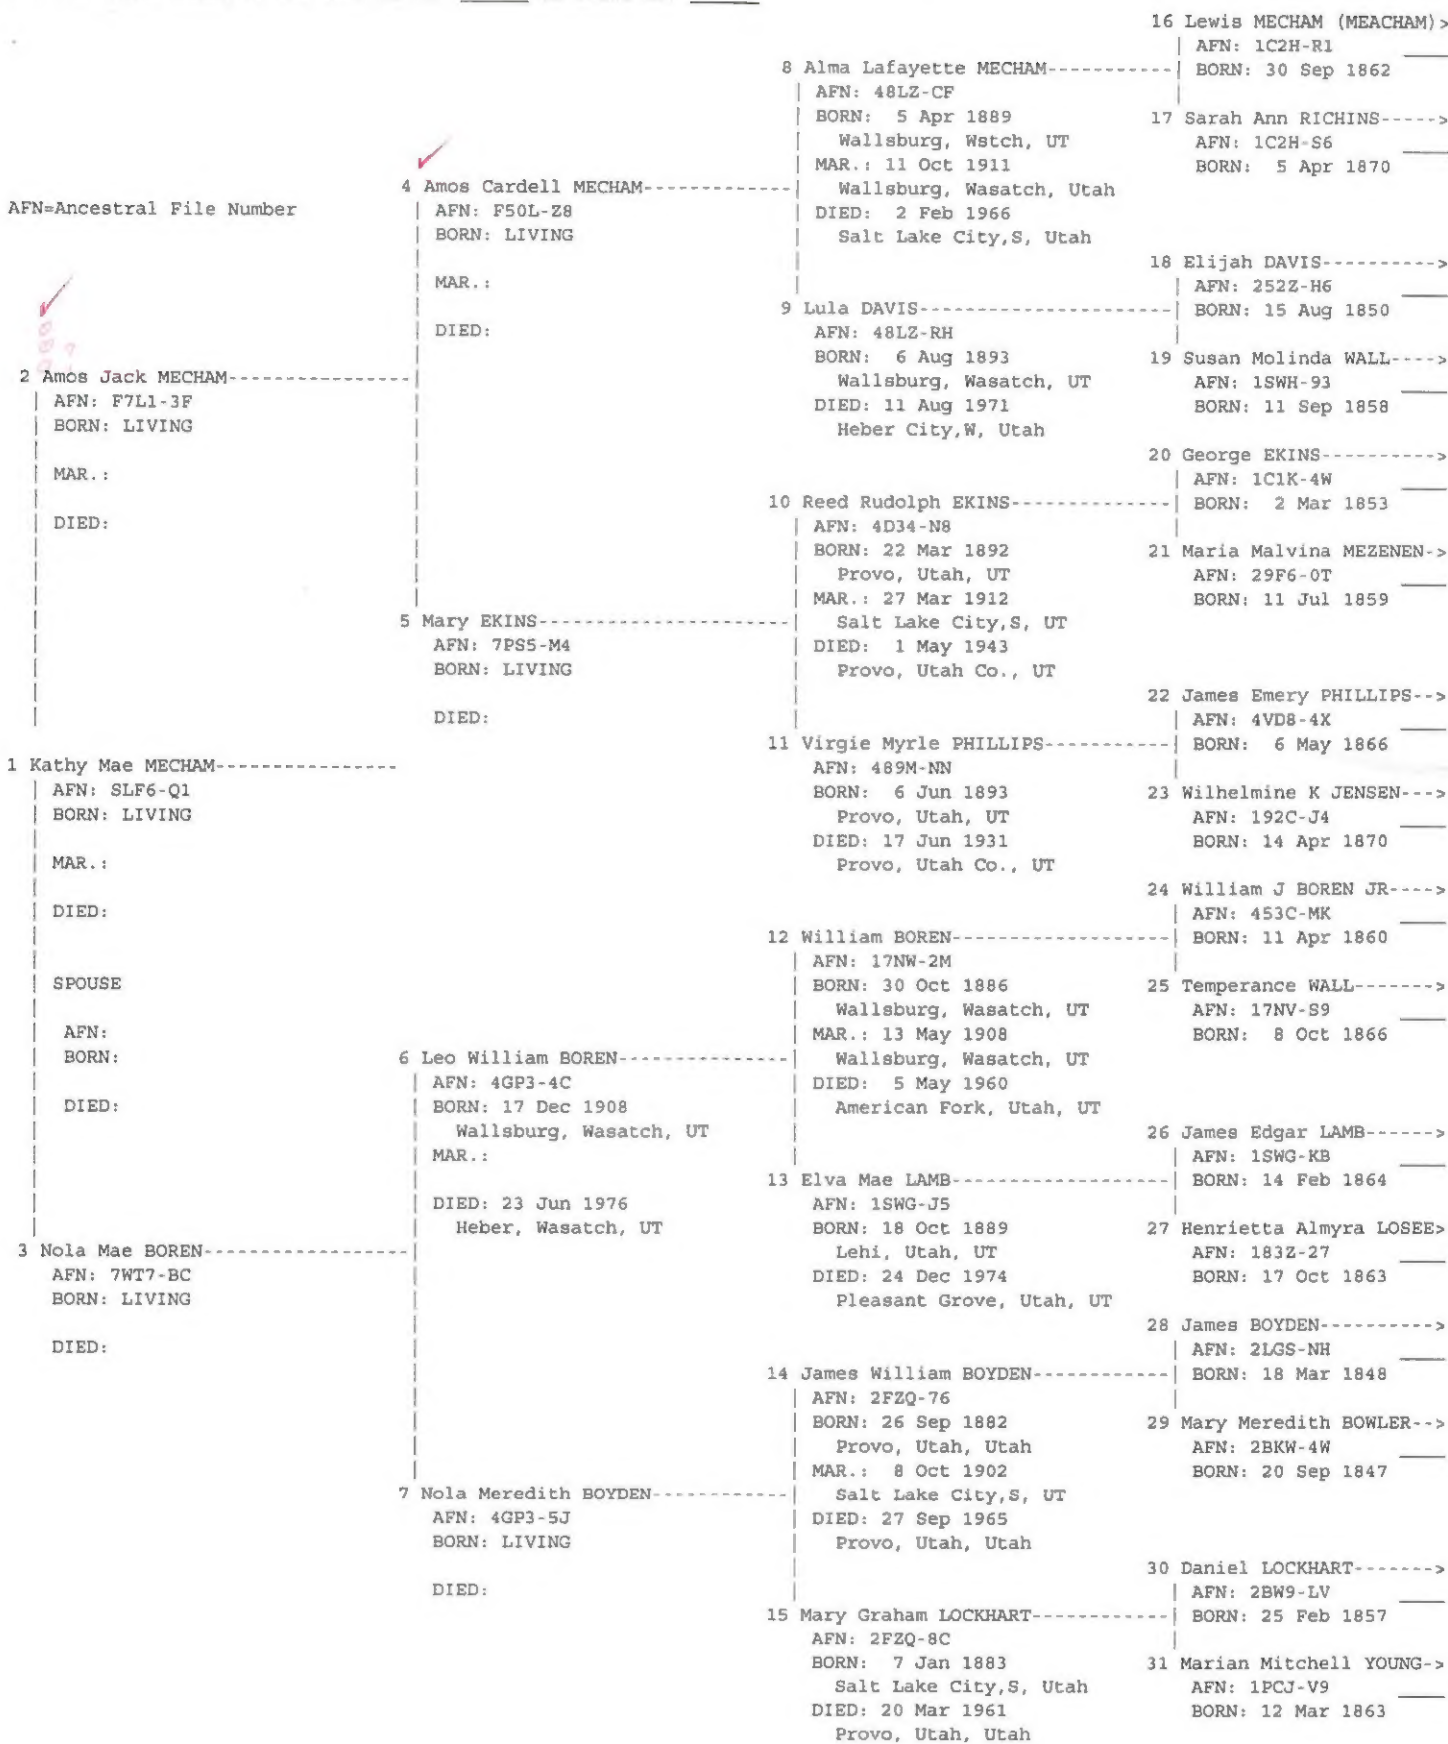 AFN=Ancestral File Number
1 Kathy Mae MECHAM---------------
AFN: SLF6-Q1
BORN: LIVING
MAR.:
DIED:
SPOUSE
AFN:
BORN:
DIED:
2 Amos Jack MECHAM---------------
AFN: F7L1-3F
BORN: LIVING
MAR.:
DIED:
3 Nola Mae BOREN-----------------
AFN: 7WT7-BC
BORN: LIVING
DIED:
4 Amos Cardell MECHAM------------
AFN: F50L-Z8
BORN: LIVING
MAR.:
DIED:
5 Mary EKINS---------------------
AFN: 7PS5-M4
BORN: LIVING
DIED:
6 Leo William BOREN--------------
AFN: 4GP3-4C
BORN: 17 Dec 1908
Wallsburg, Wasatch, UT
MAR.:
DIED: 23 Jun 1976
Heber, Wasatch, UT
7 Nola Meredith BOYDEN-----------
AFN: 4GP3-5J
BORN: LIVING
DIED:
8 Alma Lafayette MECHAM-----------
AFN: 48LZ-CF
BORN: 5 Apr 1889
Wallsburg, Wstch, UT
MAR.: 11 Oct 1911
Wallsburg, Wasatch, Utah
DIED: 2 Feb 1966
Salt Lake City,S, Utah
9 Lula DAVIS---------------------
AFN: 48LZ-RH
BORN: 6 Aug 1893
Wallsburg, Wasatch, UT
DIED: 11 Aug 1971
Heber City,W, Utah
10 Reed Rudolph EKINS-------------
AFN: 4D34-N8
BORN: 22 Mar 1892
Provo, Utah, UT
MAR.: 27 Mar 1912
Salt Lake City,S, UT
DIED: 1 May 1943
Provo, Utah Co., UT
11 Virgie Myrle PHILLIPS----------
AFN: 489M-NN
BORN: 6 Jun 1893
Provo, Utah, UT
DIED: 17 Jun 1931
Provo, Utah Co., UT
12 William BOREN------------------
AFN: 17NW-2M
BORN: 30 Oct 1886
Wallsburg, Wasatch, UT
MAR.: 13 May 1908
Wallsburg, Wasatch, UT
DIED: 5 May 1960
American Fork, Utah, UT
13 Elva Mae LAMB------------------
AFN: 1SWG-J5
BORN: 18 Oct 1889
Lehi, Utah, UT
DIED: 24 Dec 1974
Pleasant Grove, Utah, UT
14 James William BOYDEN-----------
AFN: 2FZQ-76
BORN: 26 Sep 1882
Provo, Utah, Utah
MAR.: 8 Oct 1902
Salt Lake City,S, UT
DIED: 27 Sep 1965
Provo, Utah, Utah
15 Mary Graham LOCKHART-----------
AFN: 2FZQ-8C
BORN: 7 Jan 1883
Salt Lake City,S, Utah
DIED: 20 Mar 1961
Provo, Utah, Utah
16 Lewis MECHAM (MEACHAM)>
AFN: 1C2H-R1
BORN: 30 Sep 1862
17 Sarah Ann RICHINS----->
AFN: 1C2H-S6
BORN: 5 Apr 1870
18 Elijah DAVIS---------->
AFN: 252Z-H6
BORN: 15 Aug 1850
19 Susan Molinda WALL---->
AFN: 1SWH-93
BORN: 11 Sep 1858
20 George EKINS---------->
AFN: 1C1K-4W
BORN: 2 Mar 1853
21 Maria Malvina MEZENEN->
AFN: 29F6-0T
BORN: 11 Jul 1859
22 James Emery PHILLIPS-->
AFN: 4VD8-4X
BORN: 6 May 1866
23 Wilhelmine K JENSEN--->
AFN: 192C-J4
BORN: 14 Apr 1870
24 William J BOREN JR---->
AFN: 453C-MK
BORN: 11 Apr 1860
25 Temperance WALL------->
AFN: 17NV-S9
BORN: 8 Oct 1866
26 James Edgar LAMB------>
AFN: 1SWG-KB
BORN: 14 Feb 1864
27 Henrietta Almyra LOSEE>
AFN: 183Z-27
BORN: 17 Oct 1863
28 James BOYDEN---------->
AFN: 2LGS-NH
BORN: 18 Mar 1848
29 Mary Meredith BOWLER-->
AFN: 2BKW-4W
BORN: 20 Sep 1847
30 Daniel LOCKHART------->
AFN: 2BW9-LV
BORN: 25 Feb 1857
31 Marian Mitchell YOUNG->
AFN: 1PCJ-V9
BORN: 12 Mar 1863